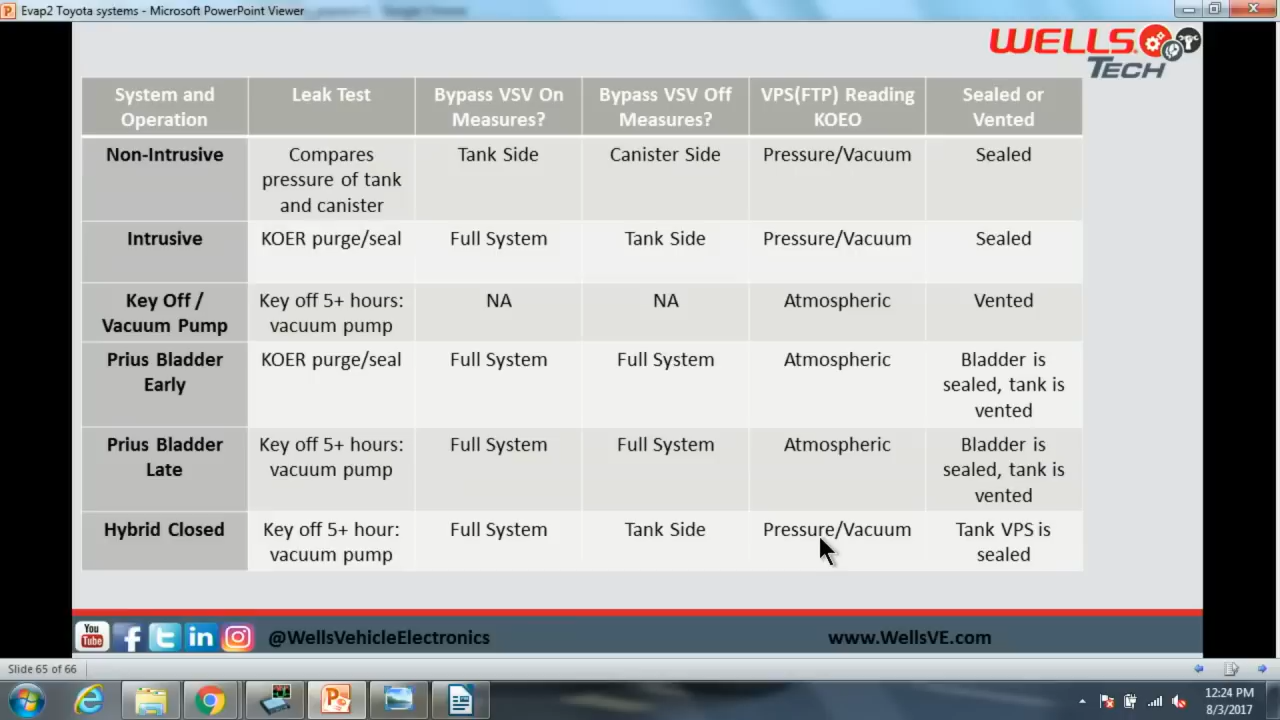 Evap2 Toyota systems - Microsoft PowerPoint Viewer
WELLS
TECH
System and Operation | Leak Test | Bypass VSV On Measures? | Bypass VSV Off Measures? | VPS(FTP) Reading KOEO | Sealed or Vented
Non-Intrusive | Compares pressure of tank and canister | Tank Side | Canister Side | Pressure/Vacuum | Sealed
Intrusive | KOER purge/seal | Full System | Tank Side | Pressure/Vacuum | Sealed
Key Off / Vacuum Pump | Key off 5+ hours: vacuum pump | NA | NA | Atmospheric | Vented
Prius Bladder Early | KOER purge/seal | Full System | Full System | Atmospheric | Bladder is sealed, tank is vented
Prius Bladder Late | Key off 5+ hours: vacuum pump | Full System | Full System | Atmospheric | Bladder is sealed, tank is vented
Hybrid Closed | Key off 5+ hour: vacuum pump | Full System | Tank Side | Pressure/Vacuum | Tank VPS is sealed
You Tube
@WellsVehicleElectronics
www.WellsVE.com
Slide 65 of 66
12:24 PM
8/3/2017